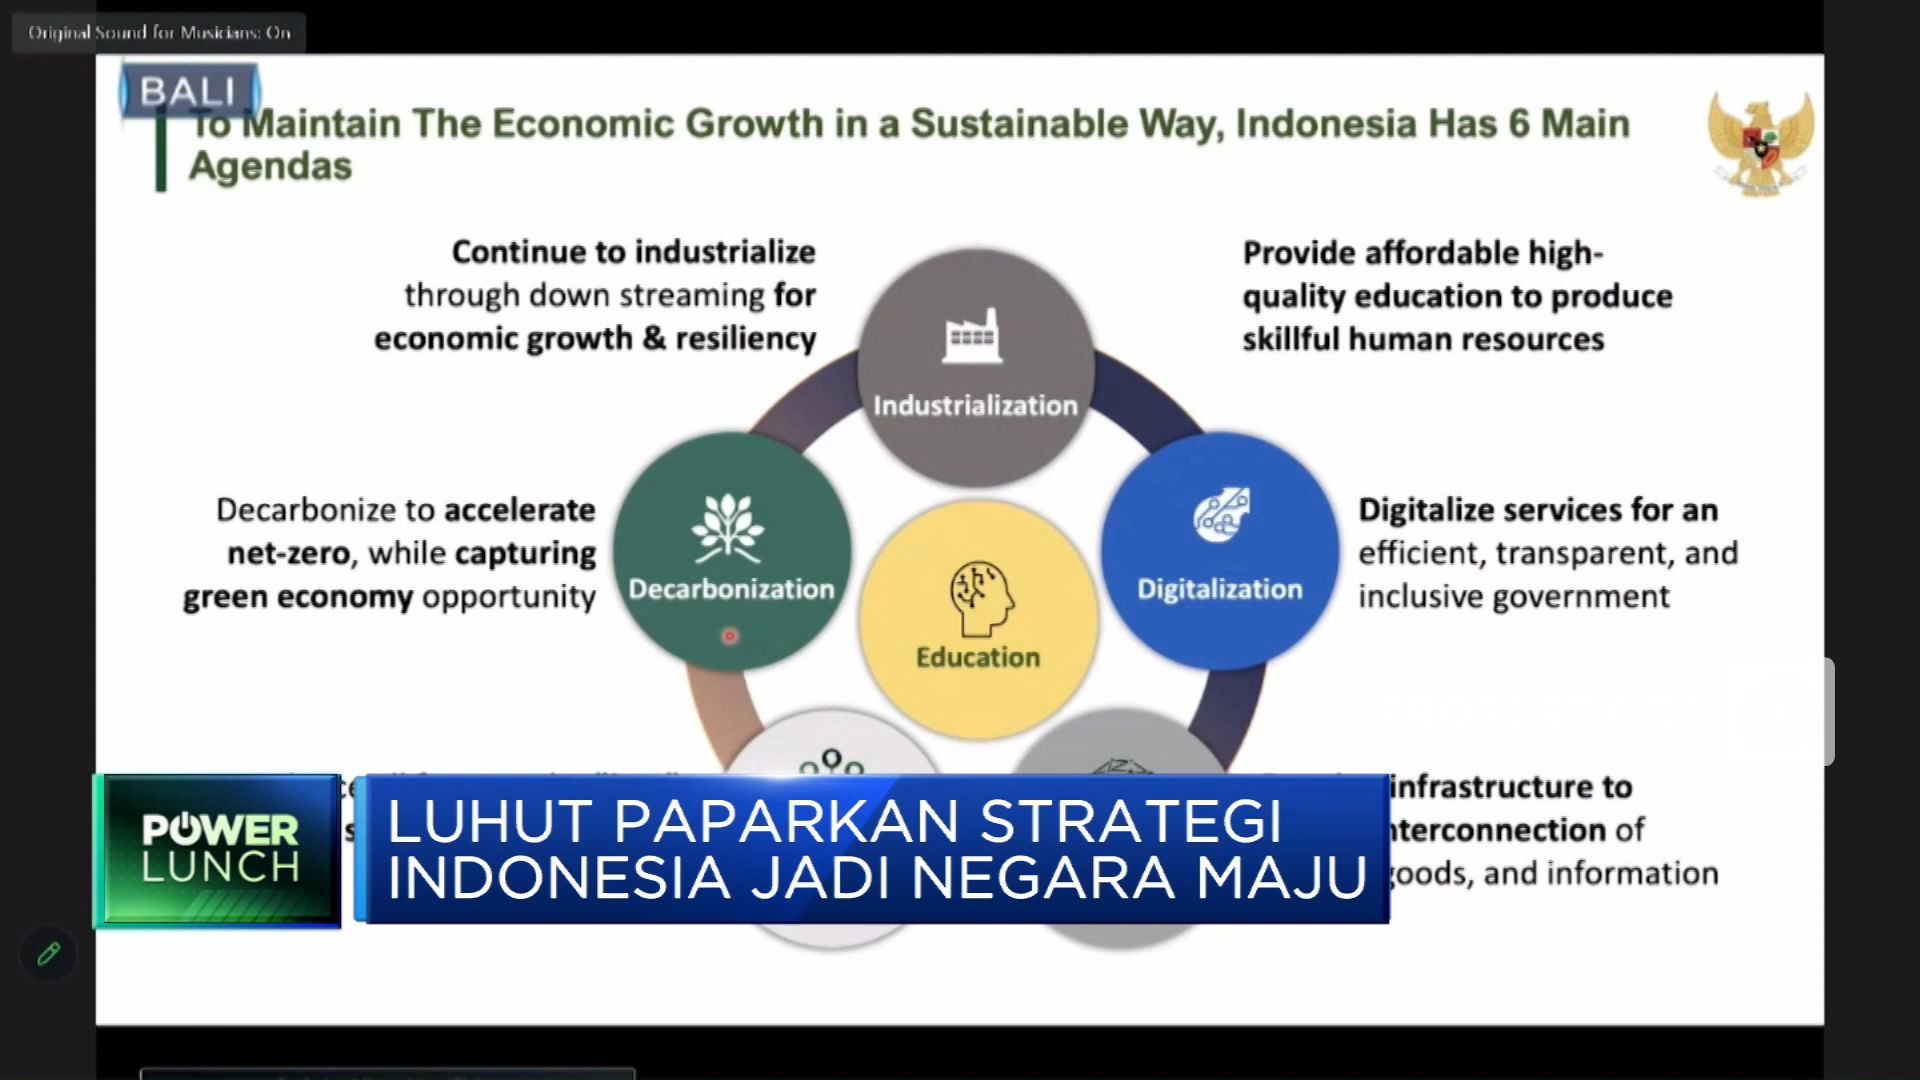 Original Sound for Musicians: On
BALI
To Maintain The Economic Growth in a Sustainable Way, Indonesia Has 6 Main
Agendas
Continue to industrialize
through down streaming for
economic growth & resiliency
Provide affordable high-
quality education to produce
skillful human resources
Industrialization
Decarbonize to accelerate
net-zero, while capturing
green economy opportunity
Decarbonization
Education
Digitalization
Digitalize services for an
efficient, transparent, and
inclusive government
infrastructure to
interconnection of
goods, and information
POWER
LUNCH
LUHUT PAPARKAN STRATEGI
INDONESIA JADI NEGARA MAJU